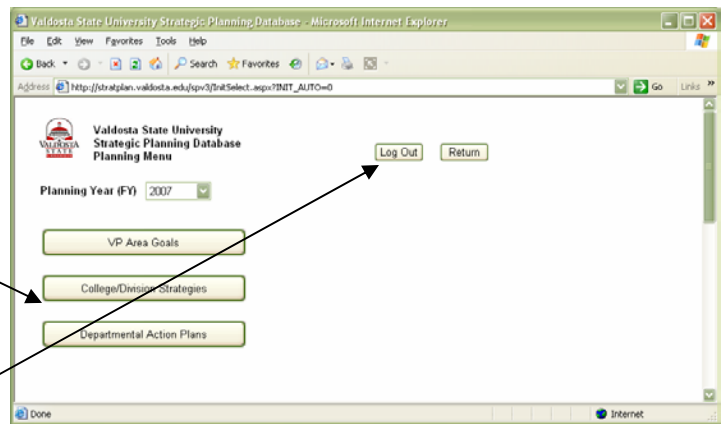 Valdosta State University Strategic Planning Database - Microsoft Internet Explorer
File Edit View Favorites Tools Help
Back Search Favorites
Address http://stratplan.valdosta.edu/spv3/InitSelect.aspx?INIT_AUTO=0 Go Links »
VALDOSTA
STATE
Valdosta State University
Strategic Planning Database
Planning Menu
Log Out Return
Planning Year (FY) 2007
VP Area Goals
College/Division Strategies
Departmental Action Plans
Done Internet